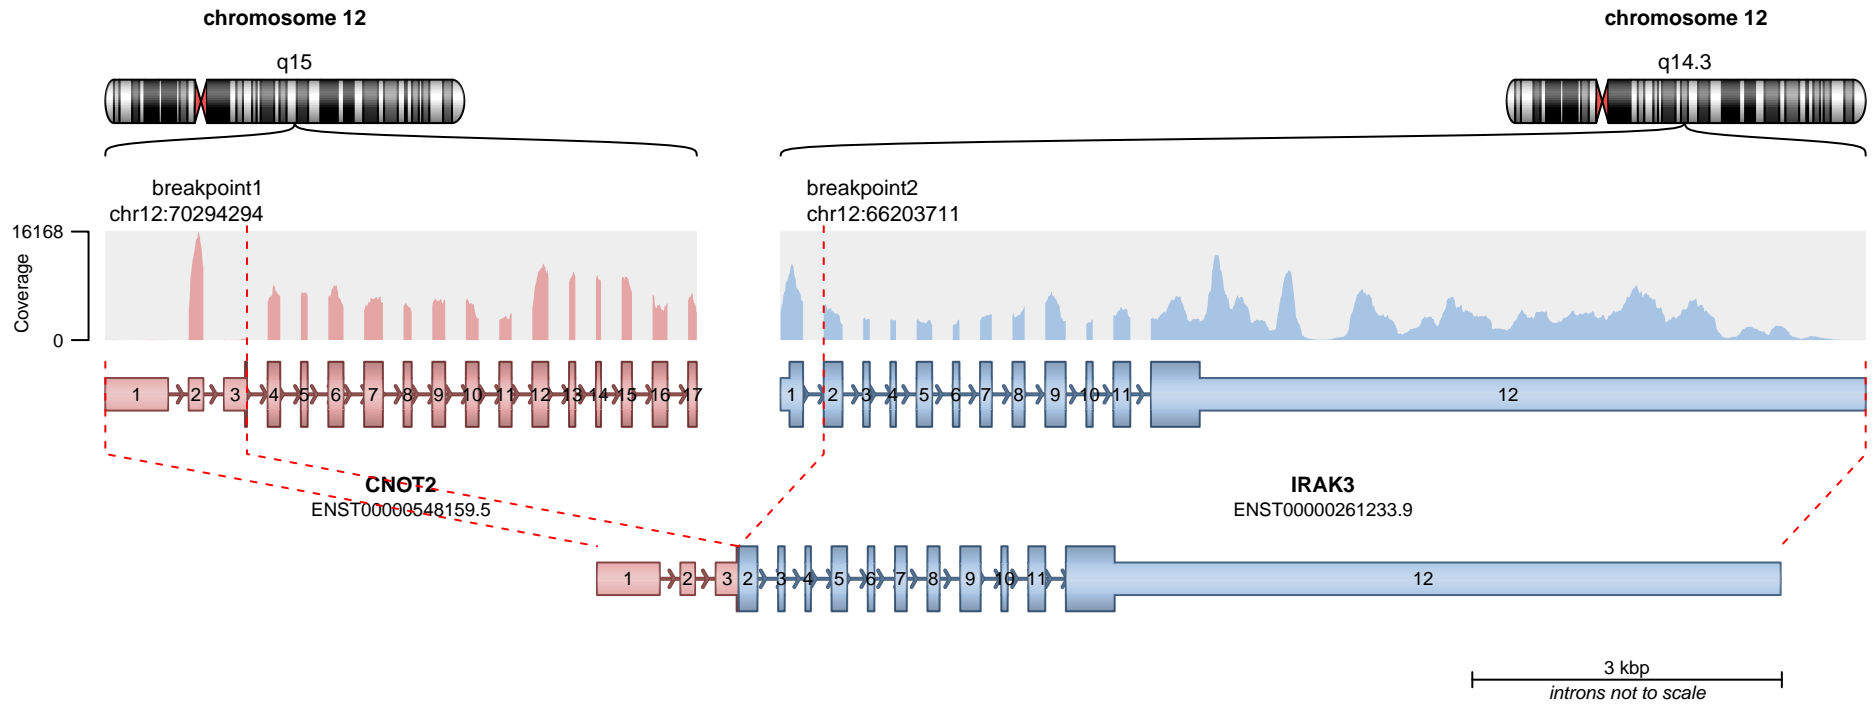 chromosome 12
chromosome 12
q15
q14.3
breakpoint1
chr12:70294294
breakpoint2
chr12:66203711
16168
Coverage
0
1 2 3 4 5 6 7 8 9 10 11 12 13 14 15 16 17
1 2 3 4 5 6 7 8 9 10 11 12
CNOT2
ENST00000548159.5
IRAK3
ENST00000261233.9
1 2 3 2 3 4 5 6 7 8 9 10 11 12
3 kbp
introns not to scale